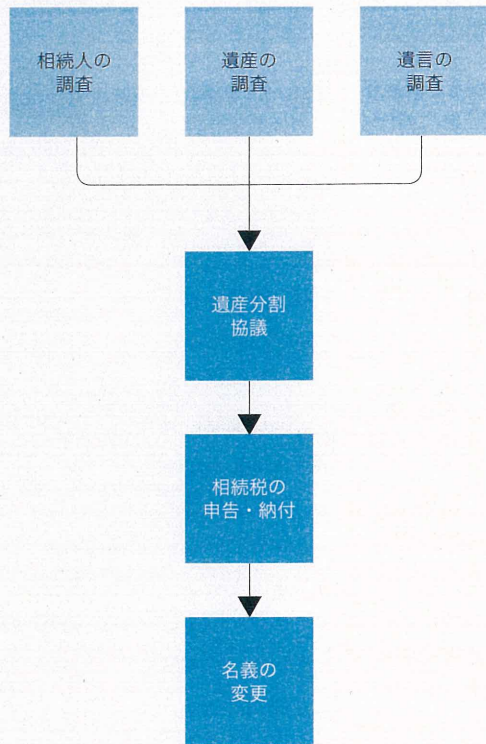 相続人の
調査
遺産の
調査
遺言の
調査
遺産分割
協議
相続税の
申告・納付
名義の
変更